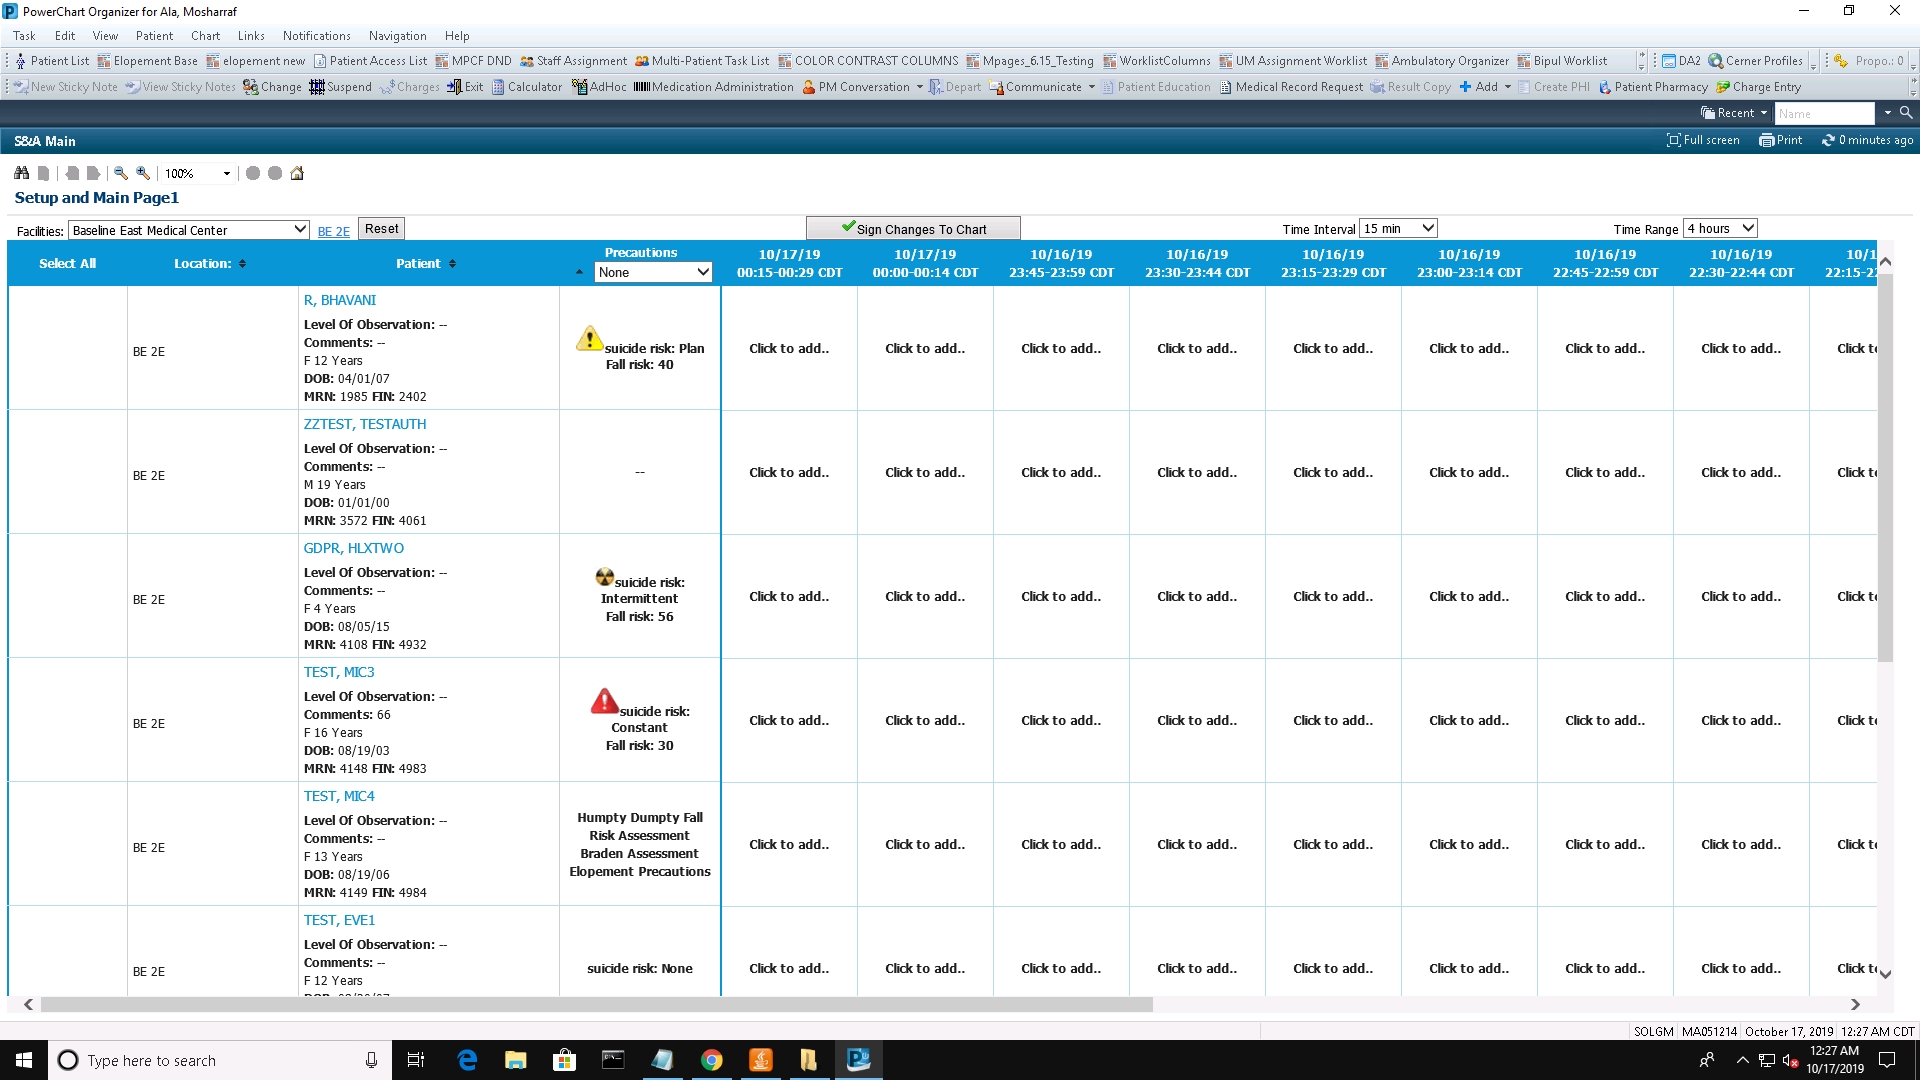 PowerChart Organizer for Ala, Mosharraf
Task Edit View Patient Chart Links Notifications Navigation Help
Patient List Elopement Base elopement new Patient Access List MPCF DND Staff Assignment Multi-Patient Task List COLOR CONTRAST COLUMNS Mpages_6.15_Testing WorklistColumns UM Assignment Worklist Ambulatory Organizer Bipul Worklist DA2 Cerner Profiles Propo.: 0
New Sticky Note View Sticky Notes Change Suspend Charges Exit Calculator AdHoc Medication Administration PM Conversation Depart Communicate Patient Education Medical Record Request Result Copy Add Create PHI Patient Pharmacy Charge Entry
Recent Name
S&A Main Full screen Print 0 minutes ago
100%
Setup and Main Page1
Facilities: Baseline East Medical Center BE 2E Reset Sign Changes To Chart Time Interval 15 min Time Range 4 hours
Select All Location: Patient Precautions None
10/17/19 10/17/19 10/16/19 10/16/19 10/16/19 10/16/19 10/16/19 10/16/19 10/1
00:15-00:29 CDT 00:00-00:14 CDT 23:45-23:59 CDT 23:30-23:44 CDT 23:15-23:29 CDT 23:00-23:14 CDT 22:45-22:59 CDT 22:30-22:44 CDT 22:15-2
BE 2E
R, BHAVANI
Level Of Observation: --
Comments: --
F 12 Years
DOB: 04/01/07
MRN: 1985 FIN: 2402
suicide risk: Plan
Fall risk: 40
Click to add.. Click to add.. Click to add.. Click to add.. Click to add.. Click to add.. Click to add.. Click to add.. Click t
BE 2E
ZZTEST, TESTAUTH
Level Of Observation: --
Comments: --
M 19 Years
DOB: 01/01/00
MRN: 3572 FIN: 4061
--
Click to add.. Click to add.. Click to add.. Click to add.. Click to add.. Click to add.. Click to add.. Click to add.. Click t
BE 2E
GDPR, HLXTWO
Level Of Observation: --
Comments: --
F 4 Years
DOB: 08/05/15
MRN: 4108 FIN: 4932
suicide risk:
Intermittent
Fall risk: 56
Click to add.. Click to add.. Click to add.. Click to add.. Click to add.. Click to add.. Click to add.. Click to add.. Click t
BE 2E
TEST, MIC3
Level Of Observation: --
Comments: 66
F 16 Years
DOB: 08/19/03
MRN: 4148 FIN: 4983
suicide risk:
Constant
Fall risk: 30
Click to add.. Click to add.. Click to add.. Click to add.. Click to add.. Click to add.. Click to add.. Click to add.. Click t
BE 2E
TEST, MIC4
Level Of Observation: --
Comments: --
F 13 Years
DOB: 08/19/06
MRN: 4149 FIN: 4984
Humpty Dumpty Fall
Risk Assessment
Braden Assessment
Elopement Precautions
Click to add.. Click to add.. Click to add.. Click to add.. Click to add.. Click to add.. Click to add.. Click to add.. Click t
BE 2E
TEST, EVE1
Level Of Observation: --
Comments: --
F 12 Years
suicide risk: None
Click to add.. Click to add.. Click to add.. Click to add.. Click to add.. Click to add.. Click to add.. Click to add.. Click t
SOLGM MA051214 October 17, 2019 12:27 AM CDT
Type here to search
12:27 AM
10/17/2019